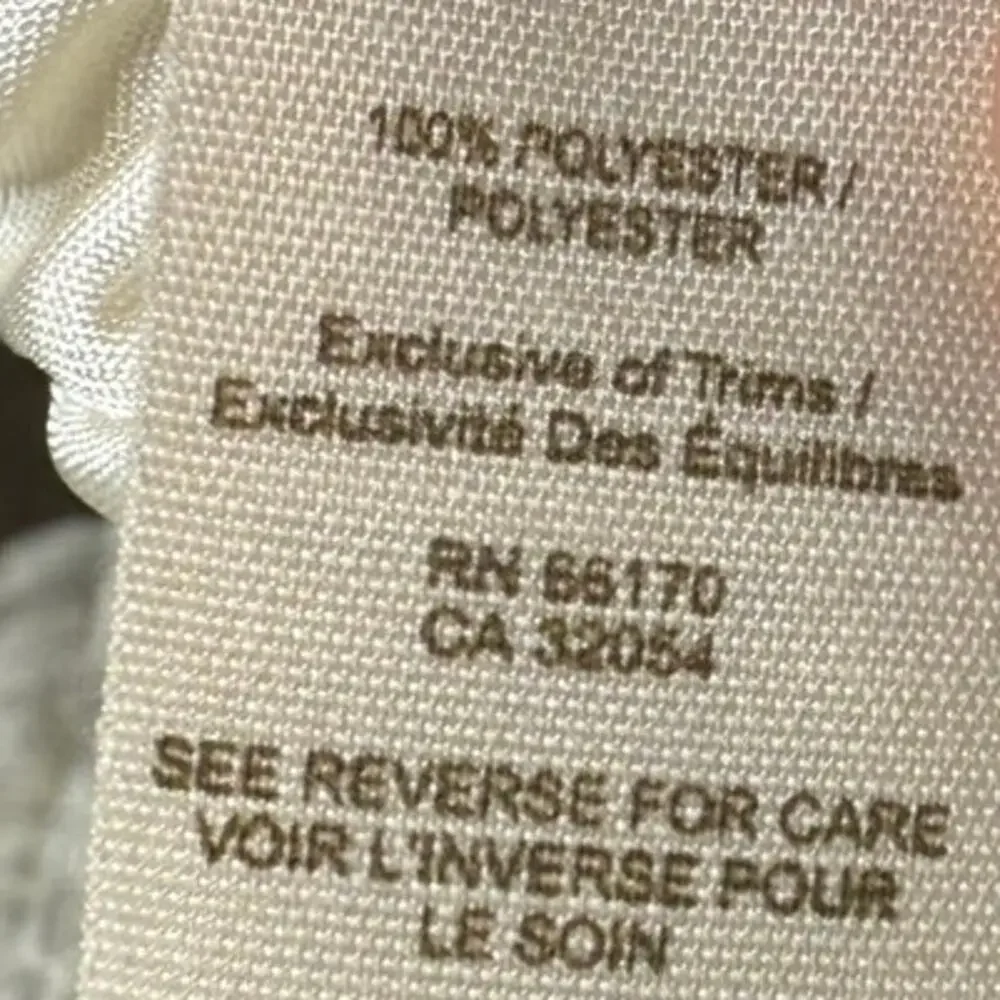 100% POLYESTER /
POLYESTER
Exclusive of Trims /
Exclusivité Des Équilibres
RN 66170
CA 32054
SEE REVERSE FOR CARE
VOIR L'INVERSE POUR
LE SOIN